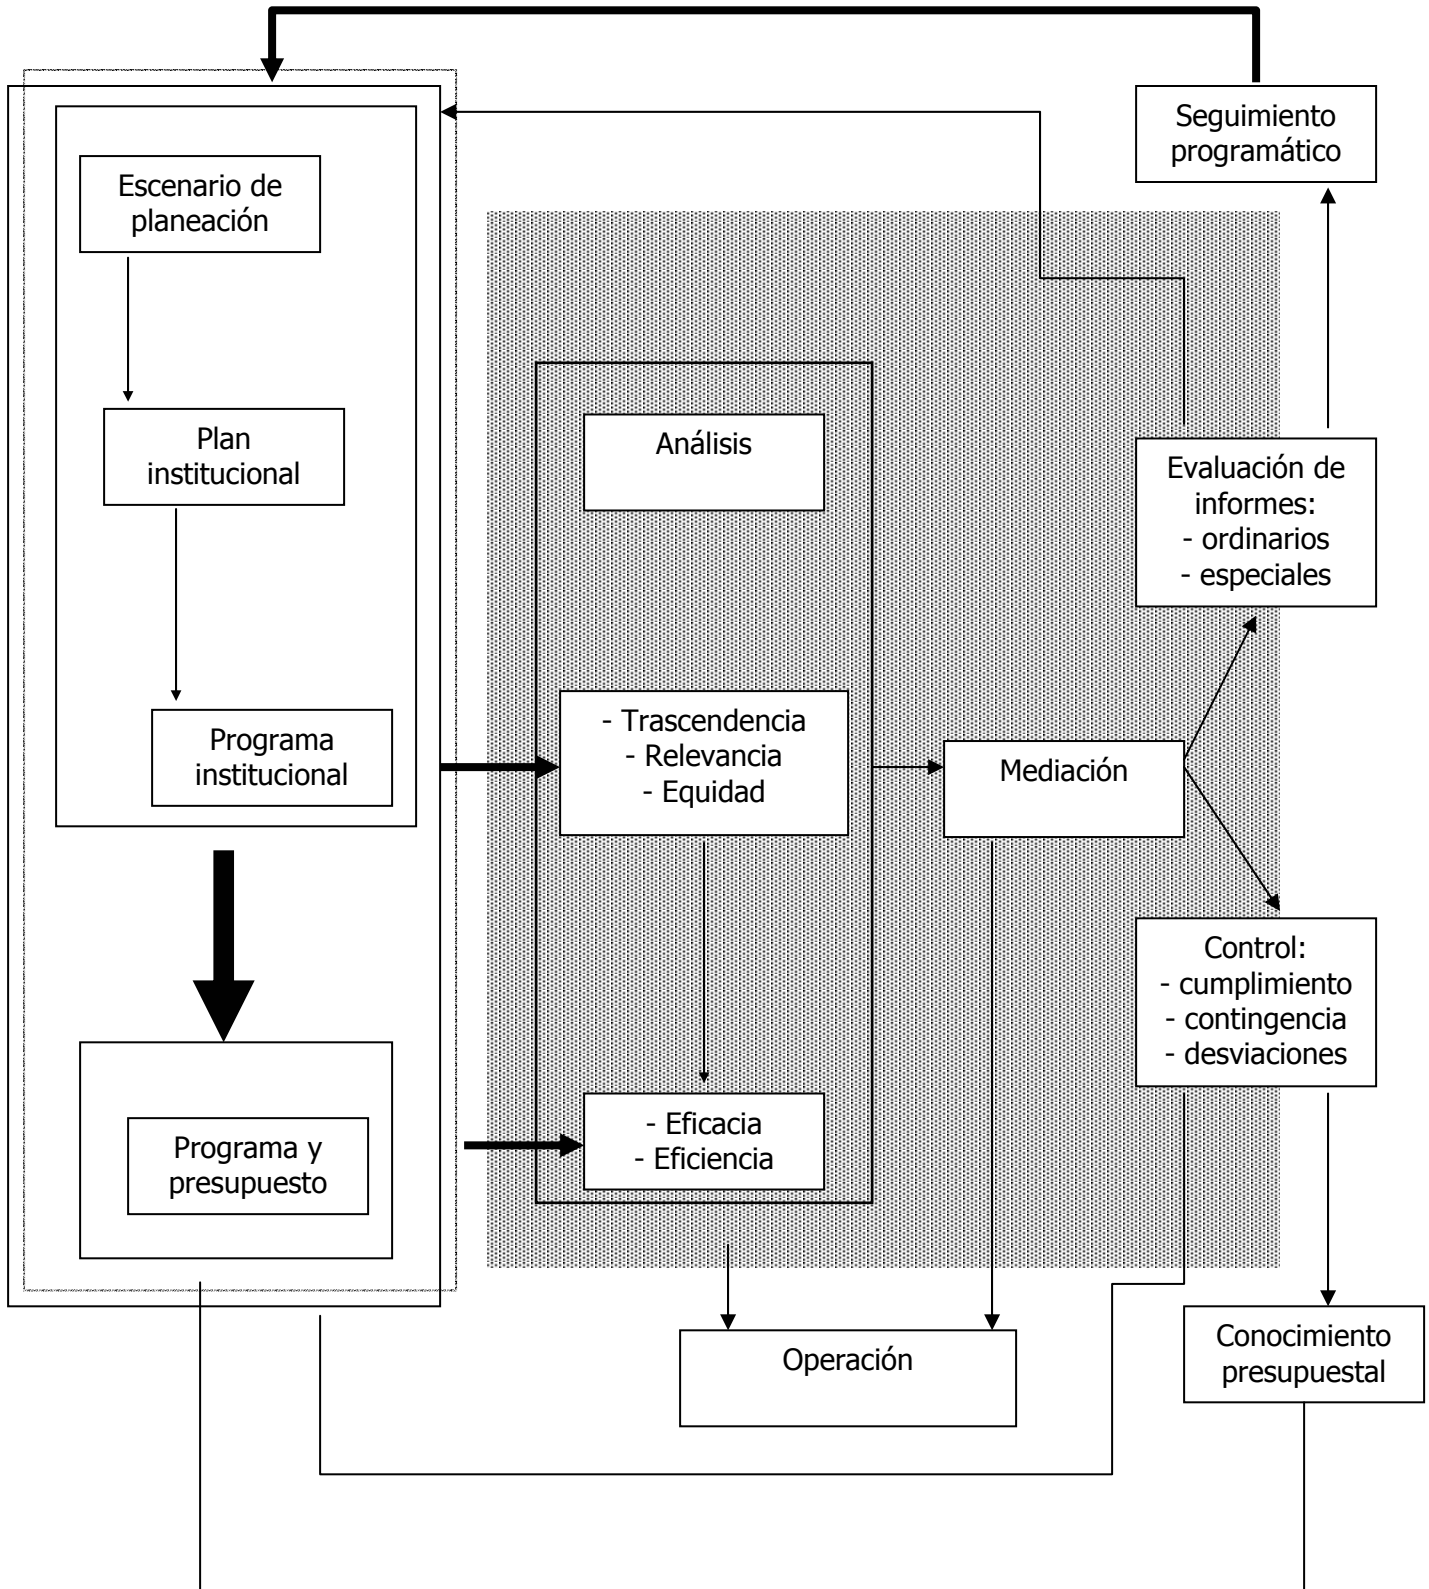 Seguimiento
programático
Escenario de
planeación
Plan
institucional
Análisis
Evaluación de
informes:
- ordinarios
- especiales
Programa
institucional
- Trascendencia
- Relevancia
- Equidad
Mediación
Control:
- cumplimiento
- contingencia
- desviaciones
Programa y
presupuesto
- Eficacia
- Eficiencia
Operación
Conocimiento
presupuestal